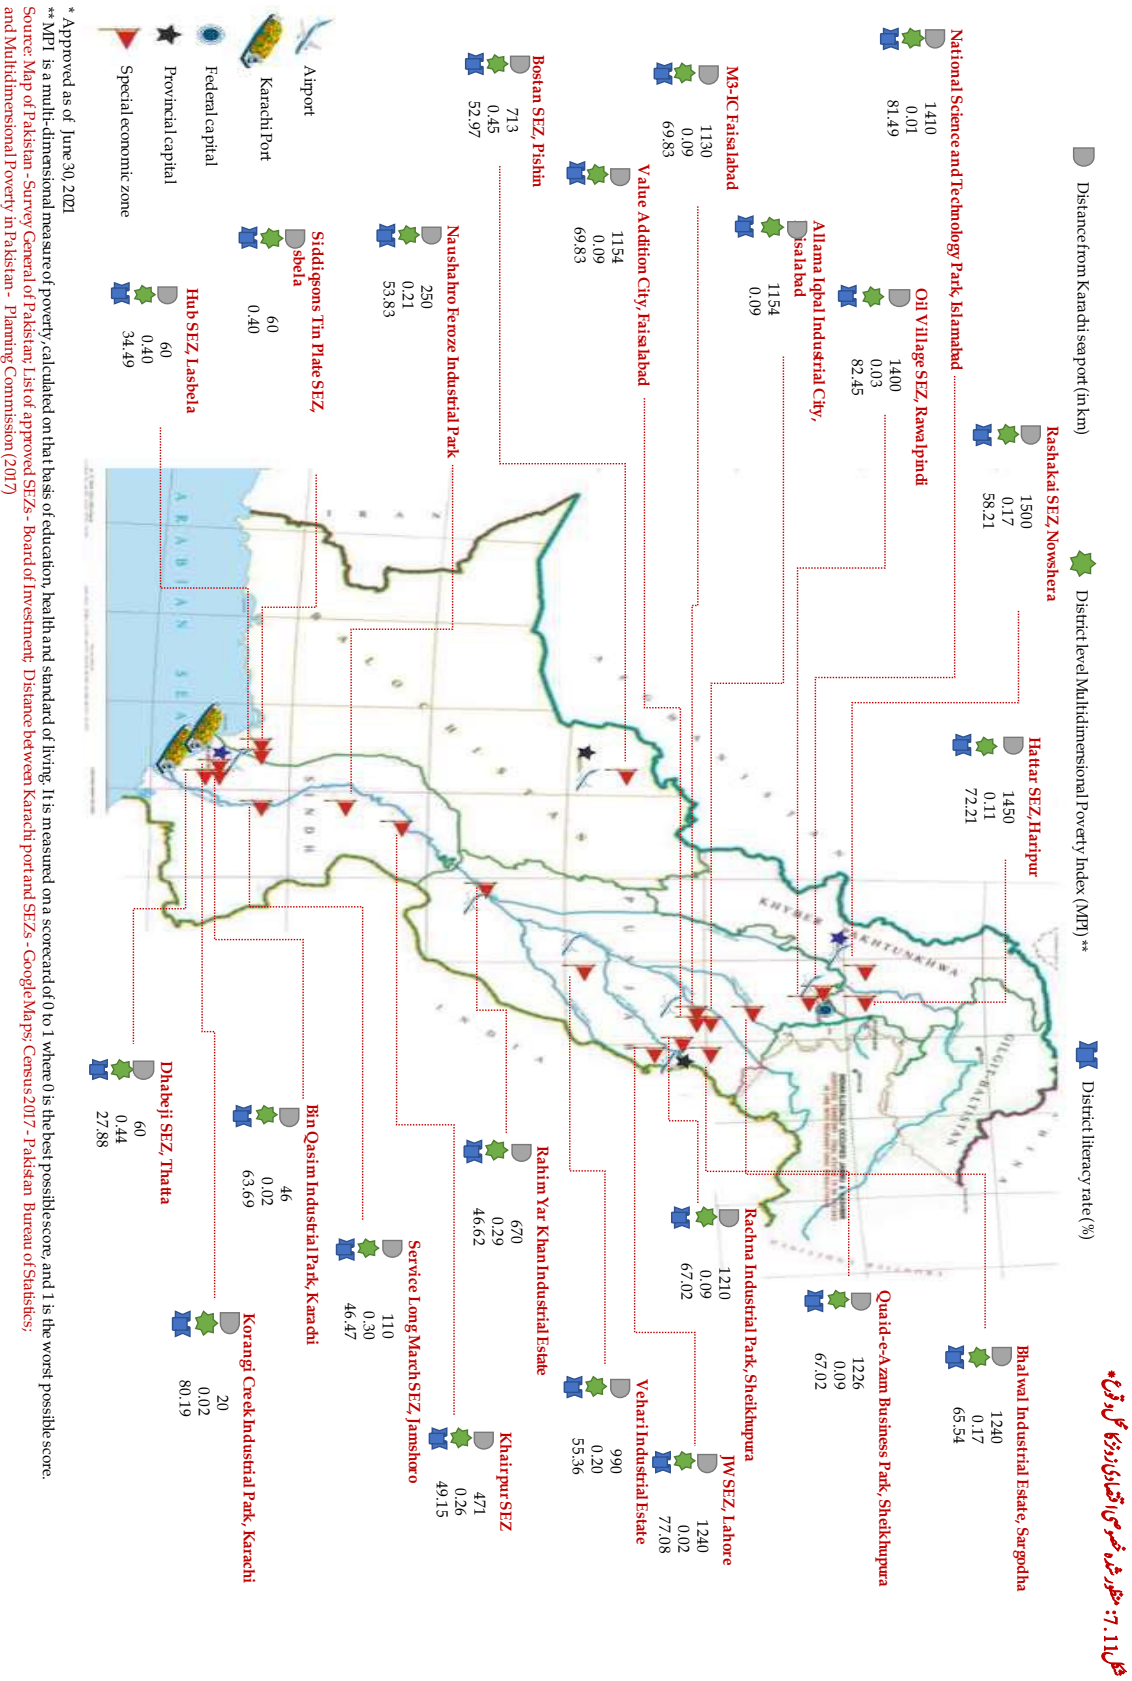 شکل 7.11: منظور شدہ خصوصی اقتصادی زونز کا محل وقوع*
Distance from Karachi sea port (in km)
District level Multidimensional Poverty Index (MPI) **
District literacy rate (%)
Rashakai SEZ, Nowshera
1500
0.17
58.21
Hattar SEZ, Haripur
1450
0.11
72.21
Bhalwal Industrial Estate, Sargodha
1240
0.17
65.54
National Science and Technology Park, Islamabad
1410
0.01
81.49
Oil Village SEZ, Rawalpindi
1400
0.03
82.45
Quaid-e-Azam Business Park, Sheikhupura
1226
0.09
67.02
Allama Iqbal Industrial City,
isalabad
1154
0.09
Rachna Industrial Park, Sheikhupura
1210
0.09
67.02
M3-IC Faisalabad
1130
0.09
69.83
JW SEZ, Lahore
1240
0.02
77.08
Value Addition City, Faisalabad
1154
0.09
69.83
Vehari Industrial Estate
990
0.20
55.36
Bostan SEZ, Pishin
713
0.45
52.97
Rahim Yar Khan Industrial Estate
670
0.29
46.62
Khairpur SEZ
471
0.26
49.15
Naushahro Feroze Industrial Park
250
0.21
53.83
Service Long March SEZ, Jamshoro
110
0.30
46.47
Siddiqsons Tin Plate SEZ,
sbela
60
0.40
Bin Qasim Industrial Park, Karachi
46
0.02
63.69
Korangi Creek Industrial Park, Karachi
20
0.02
80.19
Hub SEZ, Lasbela
60
0.40
34.49
Dhabeji SEZ, Thatta
60
0.44
27.88
CHINA
GILGIT-BALTISTAN
KHYBER PAKHTUNKHWA
AFGHANISTAN
PUNJAB
BALOCHISTAN
IRAN
SINDH
INDIA
ARABIAN SEA
Airport
Karachi Port
Federal capital
Provincial capital
Special economic zone
* Approved as of June 30, 2021
** MPI is a multi-dimensional measure of poverty, calculated on that basis of education, health and standard of living. It is measured on a scorecard of 0 to 1 where 0 is the best possible score, and 1 is the worst possible score.
Source: Map of Pakistan - Survey General of Pakistan; List of approved SEZs - Board of Investment; Distance between Karachi port and SEZs - Google Maps; Census 2017 - Pakistan Bureau of Statistics;
and Multidimensional Poverty in Pakistan - Planning Commission (2017)